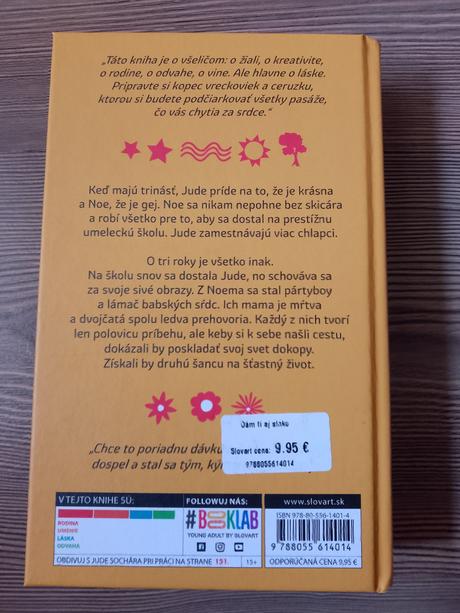 „Táto kniha je o všeličom: o žiali, o kreativite,
o rodine, o odvahe, o vine. Ale hlavne o láske.
Pripravte si kopec vreckoviek a ceruzku,
ktorou si budete podčiarkovať všetky pasáže,
čo vás chytia za srdce.“
Keď majú trinásť, Jude príde na to, že je krásna
a Noe, že je gej. Noe sa nikam nepohne bez skicára
a robí všetko pre to, aby sa dostal na prestížnu
umeleckú školu. Jude zamestnávajú viac chlapci.
O tri roky je všetko inak.
Na školu snov sa dostala Jude, no schováva sa
za svoje sivé obrazy. Z Noema sa stal pártyboy
a lámač babských sŕdc. Ich mama je mŕtva
a dvojčatá spolu ledva prehovoria. Každý z nich tvorí
len polovicu príbehu, ale keby si k sebe našli cestu,
dokázali by poskladať svoj svet dokopy.
Získali by druhú šancu na šťastný život.
Dám ti aj slnko
Slovart cena: 9.95 €
9788055614014
„Chce to poriadnu dávku
dospel a stal sa tým, kým
V TEJTO KNIHE SÚ:
RODINA
UMENIE
LÁSKA
ODVAHA
OBDIVUJ S JUDE SOCHÁRA PRI PRÁCI NA STRANE 151.
FOLLOWUJ NÁS:
#BOOKLAB
YOUNG ADULT BY SLOVART
15+
www.slovart.sk
ISBN 978-80-556-1401-4
9 788055 614014
ODPORÚČANÁ CENA 9,95 €